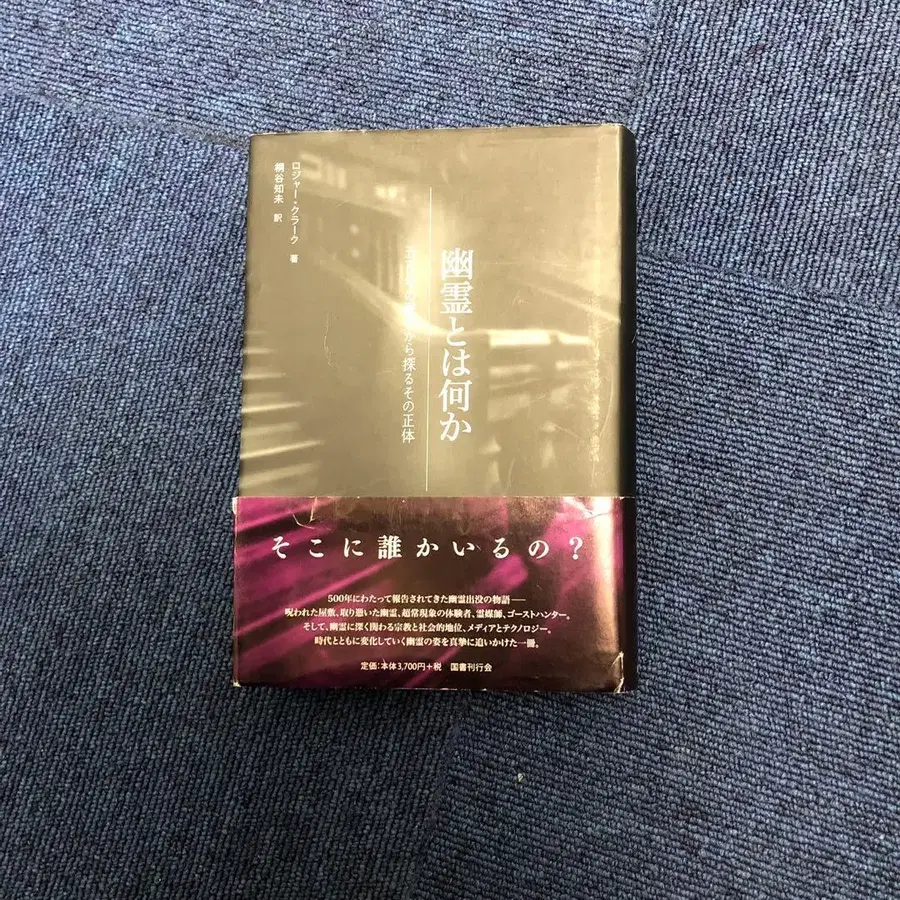 幽霊とは何か
から探るその正体
ロジャー・クラーク 著
桐谷知未 訳
そこに誰かいるの?
500年にわたって報告されてきた幽霊出没の物語――
呪われた屋敷、取り憑いた幽霊、超常現象の体験者、霊媒師、ゴーストハンター。
そして、幽霊に深く関わる宗教と社会的地位、メディアとテクノロジー。
時代とともに変化していく幽霊の姿を真摯に追いかけた一冊。
定価:本体3,700円+税 国書刊行会